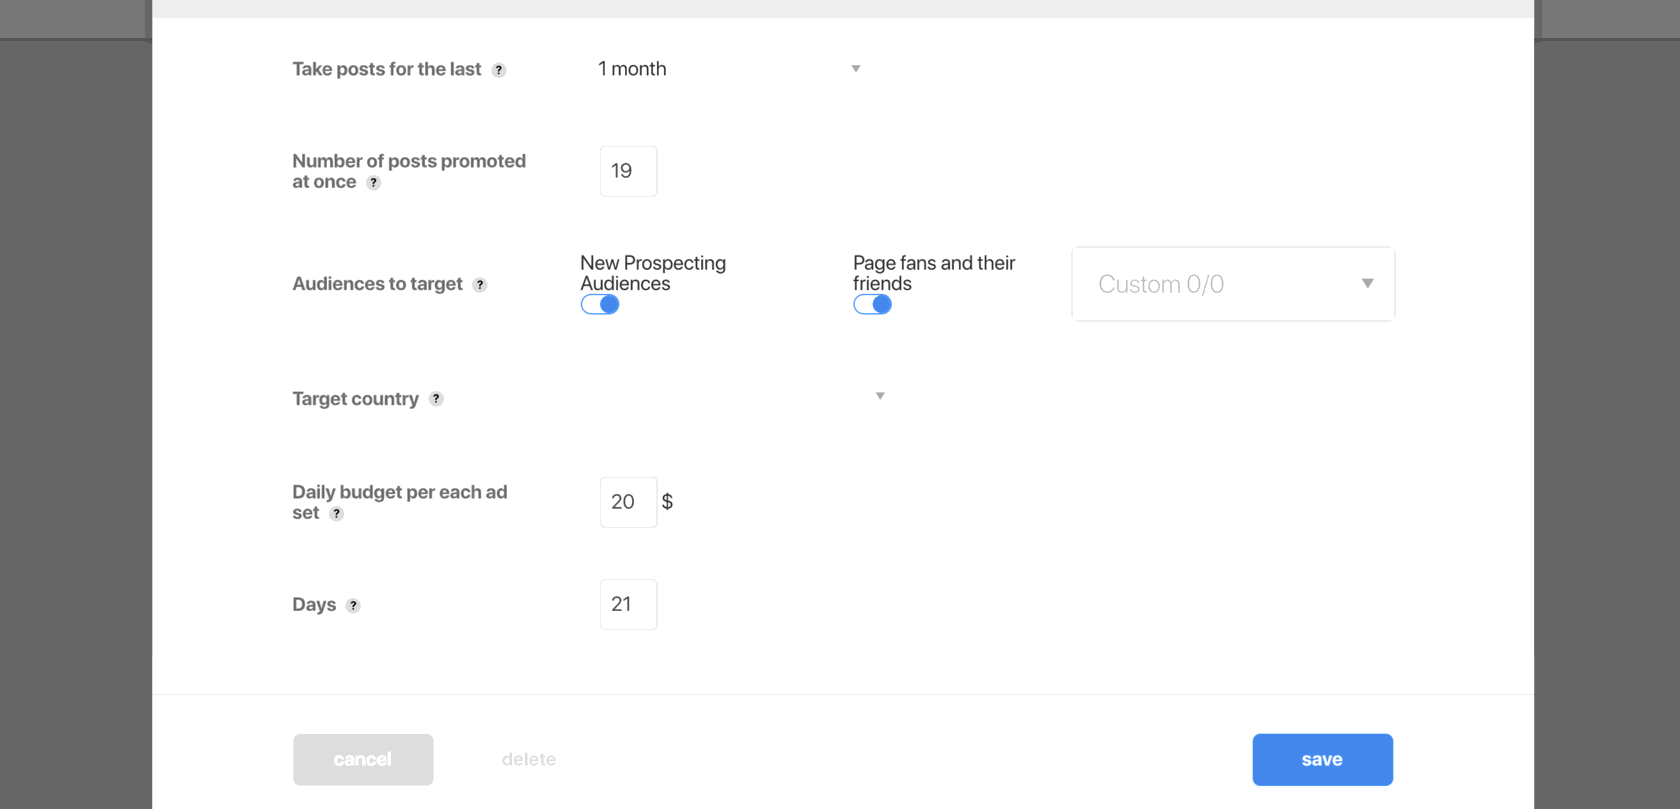 Take posts for the last ?
1 month
Number of posts promoted
at once ?
19
Audiences to target ?
New Prospecting
Audiences
Page fans and their
friends
Custom 0/0
Target country ?
Daily budget per each ad
set ?
20 $
Days ?
21
cancel
delete
save